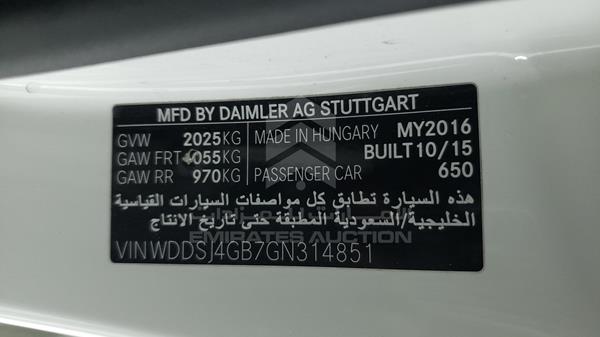 MFD BY DAIMLER AG STUTTGART
GVW 2025KG MADE IN HUNGARY MY2016
GAW FRT 1055KG BUILT 10/15
GAW RR 970KG PASSENGER CAR 650
هذه السيارة تطابق كل مواصفات السيارات القياسية
الخليجية/السعودية المطبقة حتى تاريخ الانتاج
EMIRATES AUCTION
VIN WDDSJ4GB7GN314851